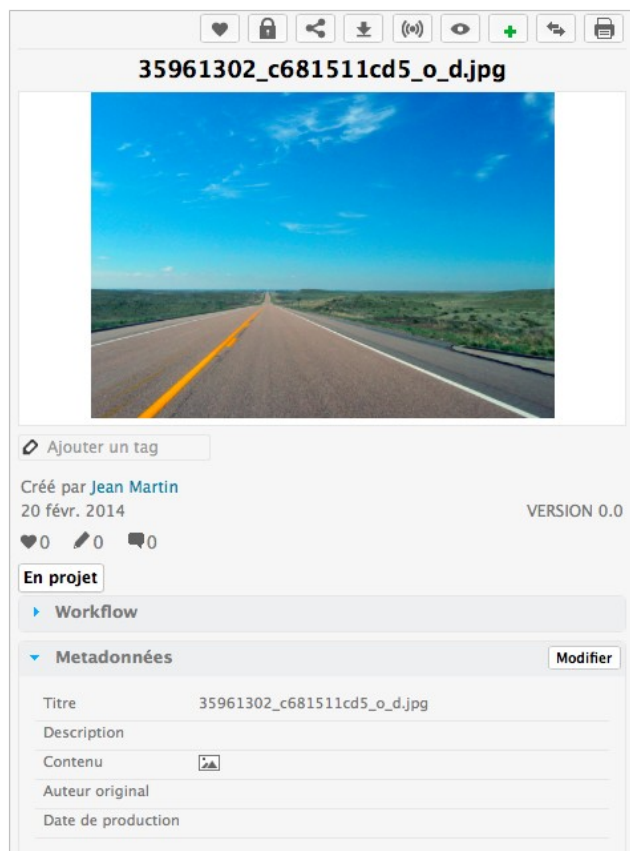 35961302_c681511cd5_o_d.jpg
Ajouter un tag
Créé par Jean Martin
20 févr. 2014 VERSION 0.0
0 0 0
En projet
Workflow
Metadonnées Modifier
Titre 35961302_c681511cd5_o_d.jpg
Description
Contenu
Auteur original
Date de production